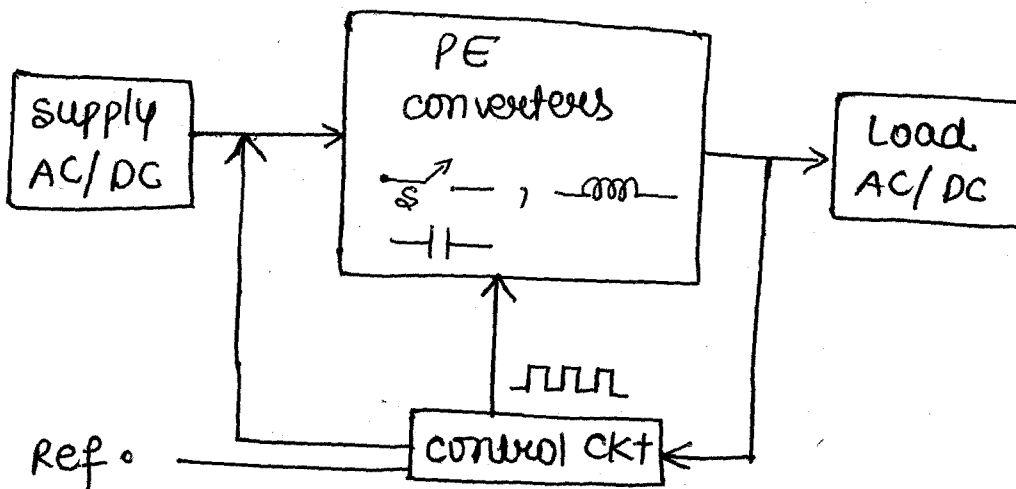 supply
AC/DC
PE
converters
S
,
Load
AC/DC
control CKt
Ref.